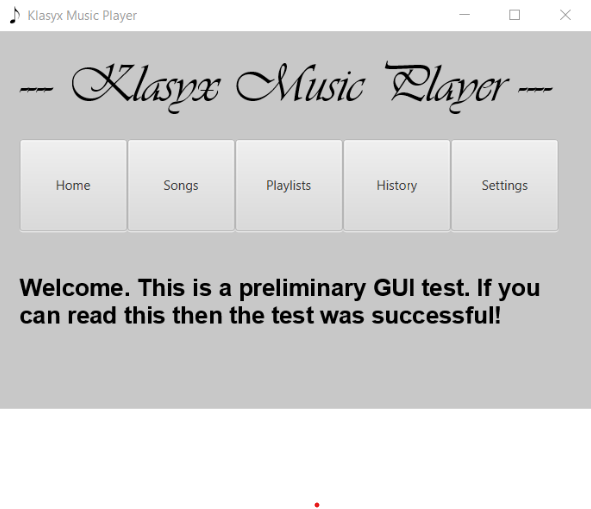 Klasyx Music Player
--- Klasyx Music Player ---
Home Songs Playlists History Settings
Welcome. This is a preliminary GUI test. If you
can read this then the test was successful!